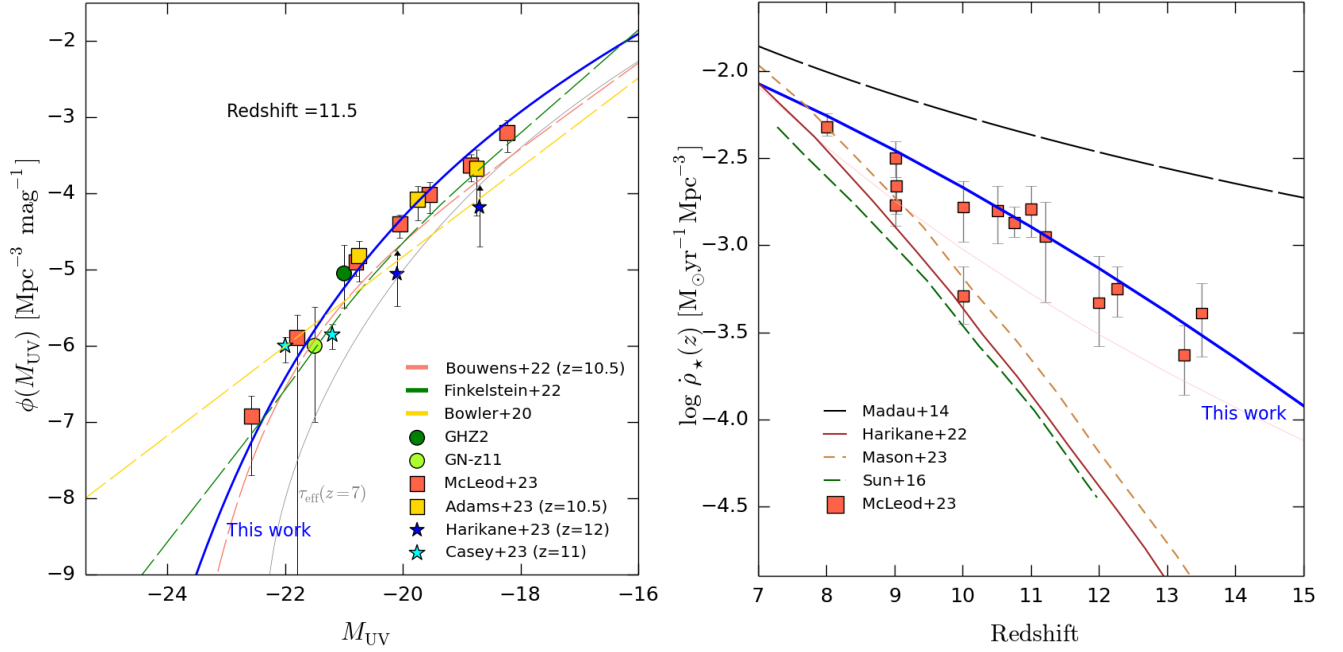 −2
−3
−4
−5
−6
−7
−8
−9
ϕ(M_UV) [Mpc⁻³ mag⁻¹]
Redshift =11.5
Bouwens+22 (z=10.5)
Finkelstein+22
Bowler+20
GHZ2
GN-z11
McLeod+23
Adams+23 (z=10.5)
Harikane+23 (z=12)
Casey+23 (z=11)
τ_eff(z=7)
This work
−24 −22 −20 −18 −16
M_UV
−2.0
−2.5
−3.0
−3.5
−4.0
−4.5
log ρ̇⋆(z) [M⊙yr⁻¹ Mpc⁻³]
This work
Madau+14
Harikane+22
Mason+23
Sun+16
McLeod+23
7 8 9 10 11 12 13 14 15
Redshift